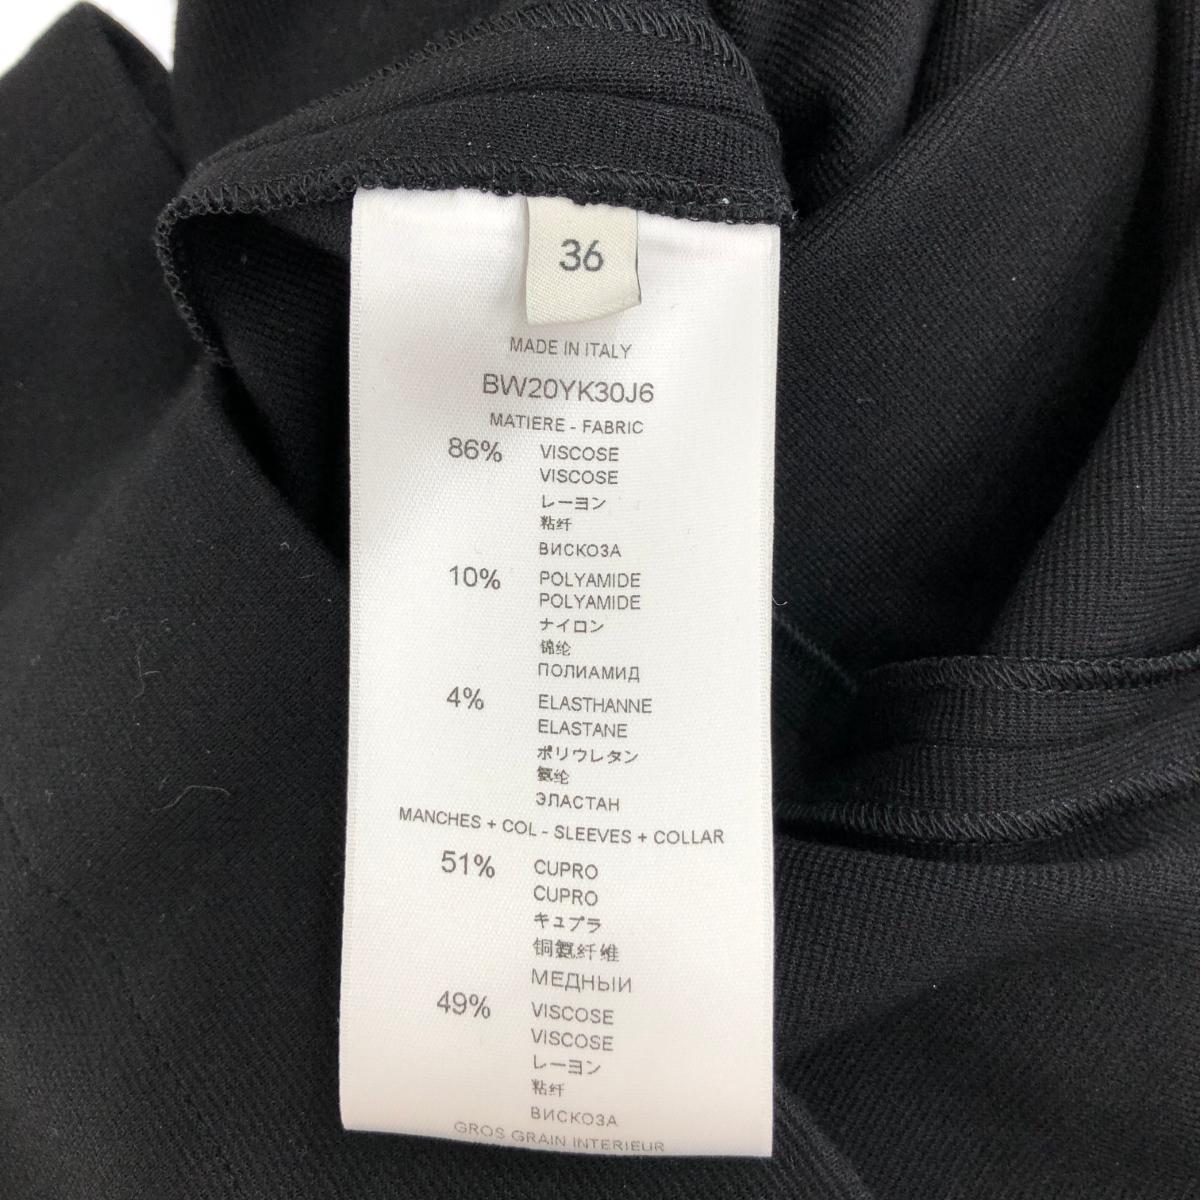 36
MADE IN ITALY
BW20YK30J6
MATIERE - FABRIC
86% VISCOSE
VISCOSE
レーヨン
粘纤
ВИСКОЗА
10% POLYAMIDE
POLYAMIDE
ナイロン
锦纶
ПОЛИАМИД
4% ELASTHANNE
ELASTANE
ポリウレタン
氨纶
ЭЛАСТАН
MANCHES + COL - SLEEVES + COLLAR
51% CUPRO
CUPRO
キュプラ
铜氨纤维
МЕДНЫИ
49% VISCOSE
VISCOSE
レーヨン
粘纤
ВИСКОЗА
GROS GRAIN INTERIEUR